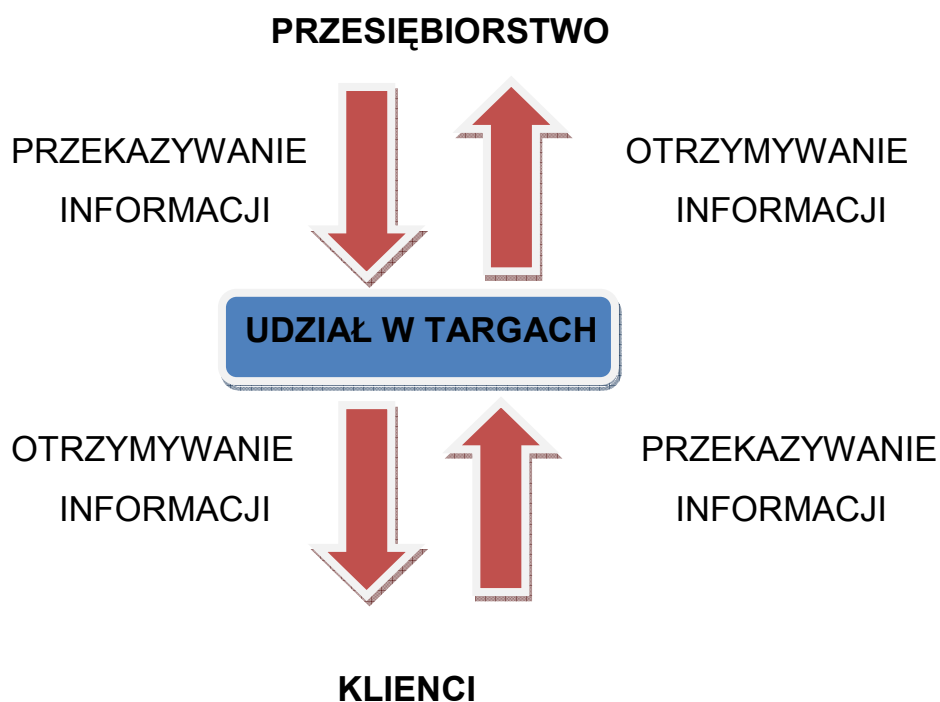 PRZESIĘBIORSTWO
PRZEKAZYWANIE
INFORMACJI
OTRZYMYWANIE
INFORMACJI
UDZIAŁ W TARGACH
OTRZYMYWANIE
INFORMACJI
PRZEKAZYWANIE
INFORMACJI
KLIENCI